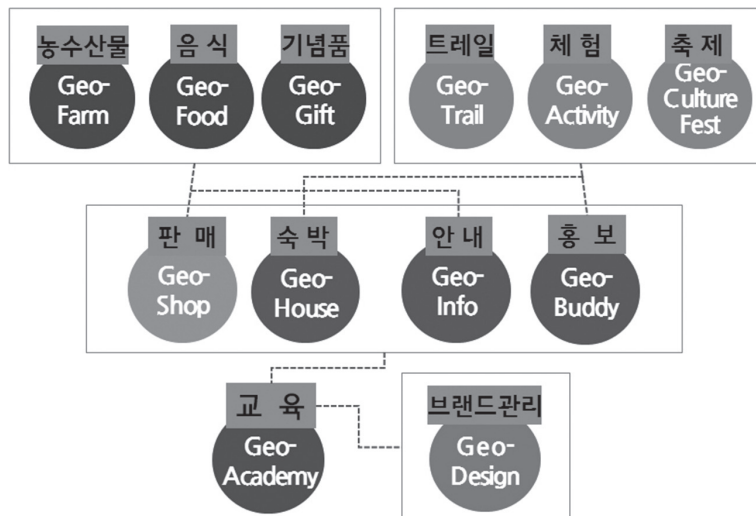 농수산물
Geo-
Farm
음 식
Geo-
Food
기념품
Geo-
Gift
트레일
Geo-
Trail
체 험
Geo-
Activity
축 제
Geo-
Culture
Fest
판 매
Geo-
Shop
숙 박
Geo-
House
안 내
Geo-
Info
홍 보
Geo-
Buddy
교 육
Geo-
Academy
브랜드관리
Geo-
Design